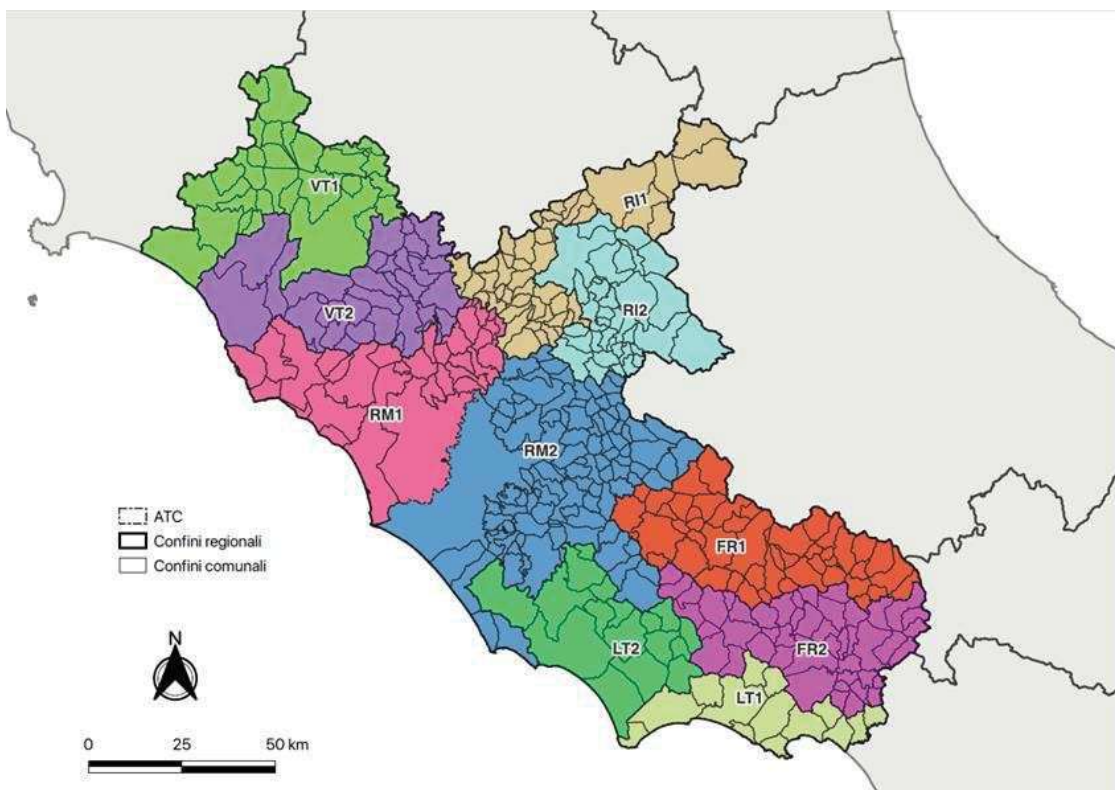 VT1
RI1
VT2
RI2
RM1
RM2
ATC
Confini regionali
Confini comunali
FR1
N
LT2
FR2
LT1
0 25 50 km